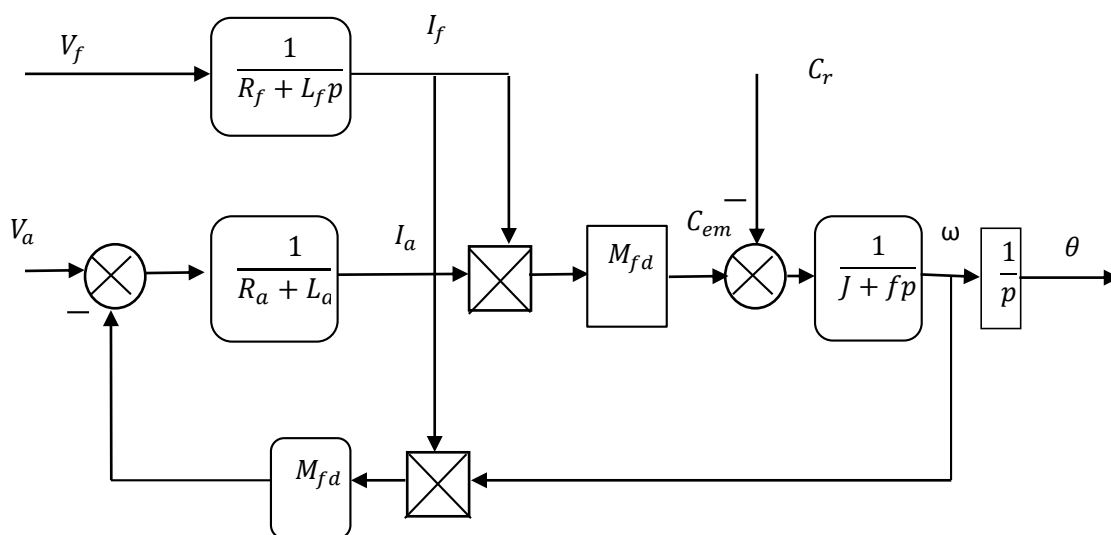 V_f
1
R_f + L_f p
I_f
C_r
V_a
−
1
R_a + L_a
I_a
M_fd
C_em
−
1
J + fp
ω
1
p
θ
M_fd